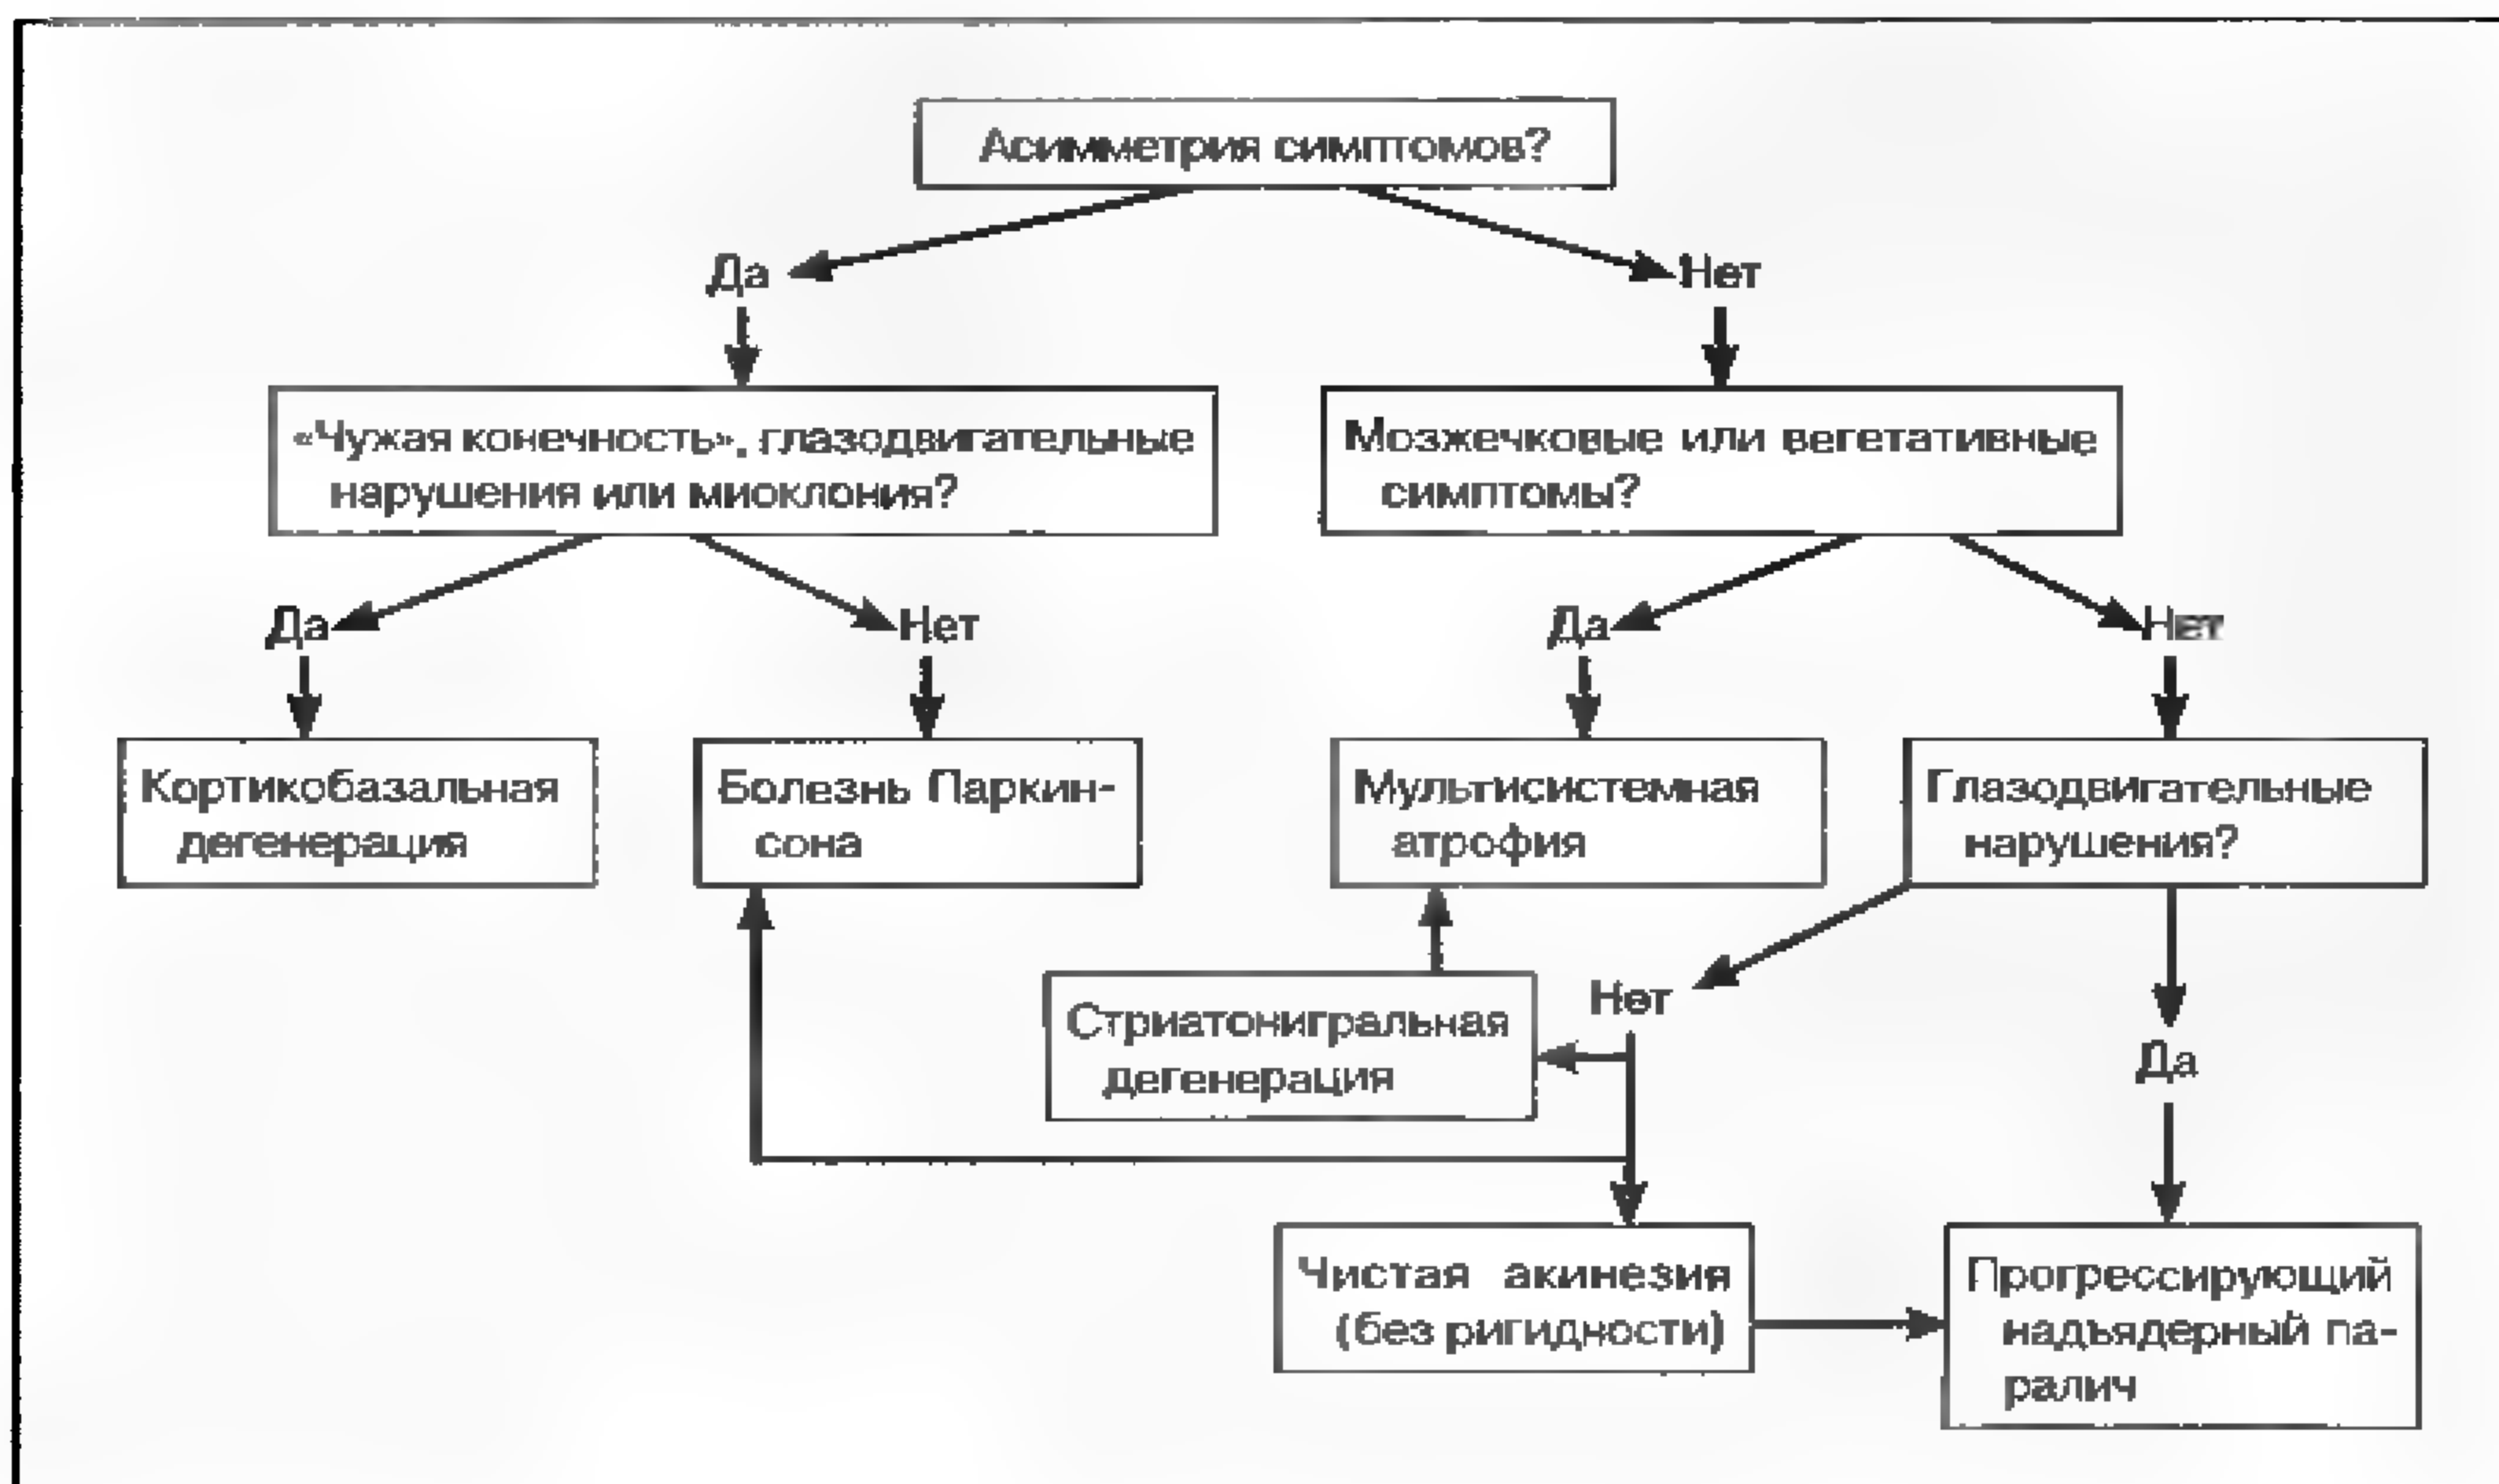 Асимметрия симптомов?
Да
Нет
«Чужая конечность», глазодвигательные
нарушения или миоклония?
Мозжечковые или вегетативные
симптомы?
Да
Нет
Да
Нет
Кортикобазальная
дегенерация
Болезнь Паркин-
сона
Мультисистемная
атрофия
Глазодвигательные
нарушения?
Нет
Стриатонигральная
дегенерация
Да
Чистая акинезия
(без ригидности)
Прогрессирующий
надъядерный па-
ралич